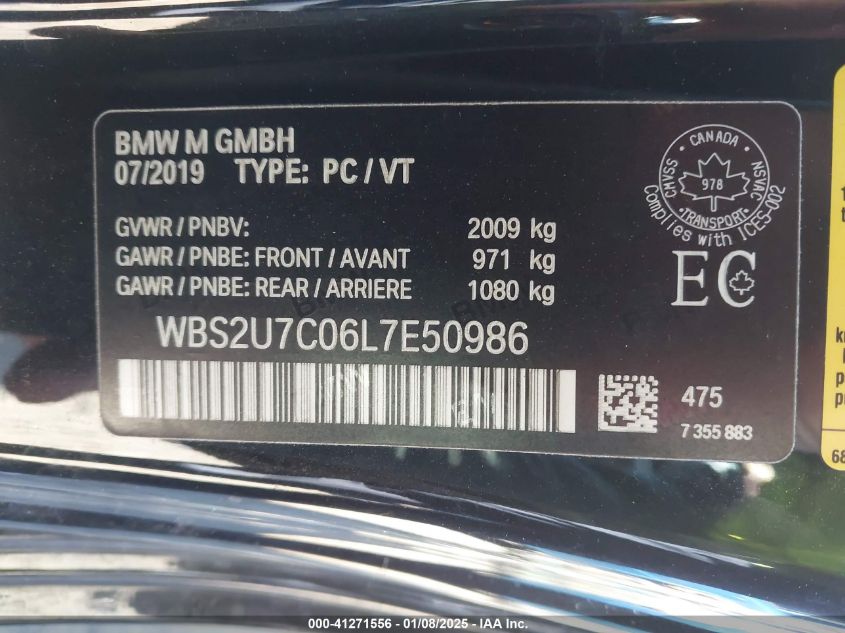 BMW M GMBH
07/2019 TYPE: PC / VT
GVWR / PNBV: 2009 kg
GAWR / PNBE: FRONT / AVANT 971 kg
GAWR / PNBE: REAR / ARRIERE 1080 kg
WBS2U7C06L7E50986
475
7 355 883
CANADA
CMVSS
NSVAC
978
TRANSPORT
Complies with ICES-002
EC
68
000-41271556 — 01/08/2025 — IAA Inc.